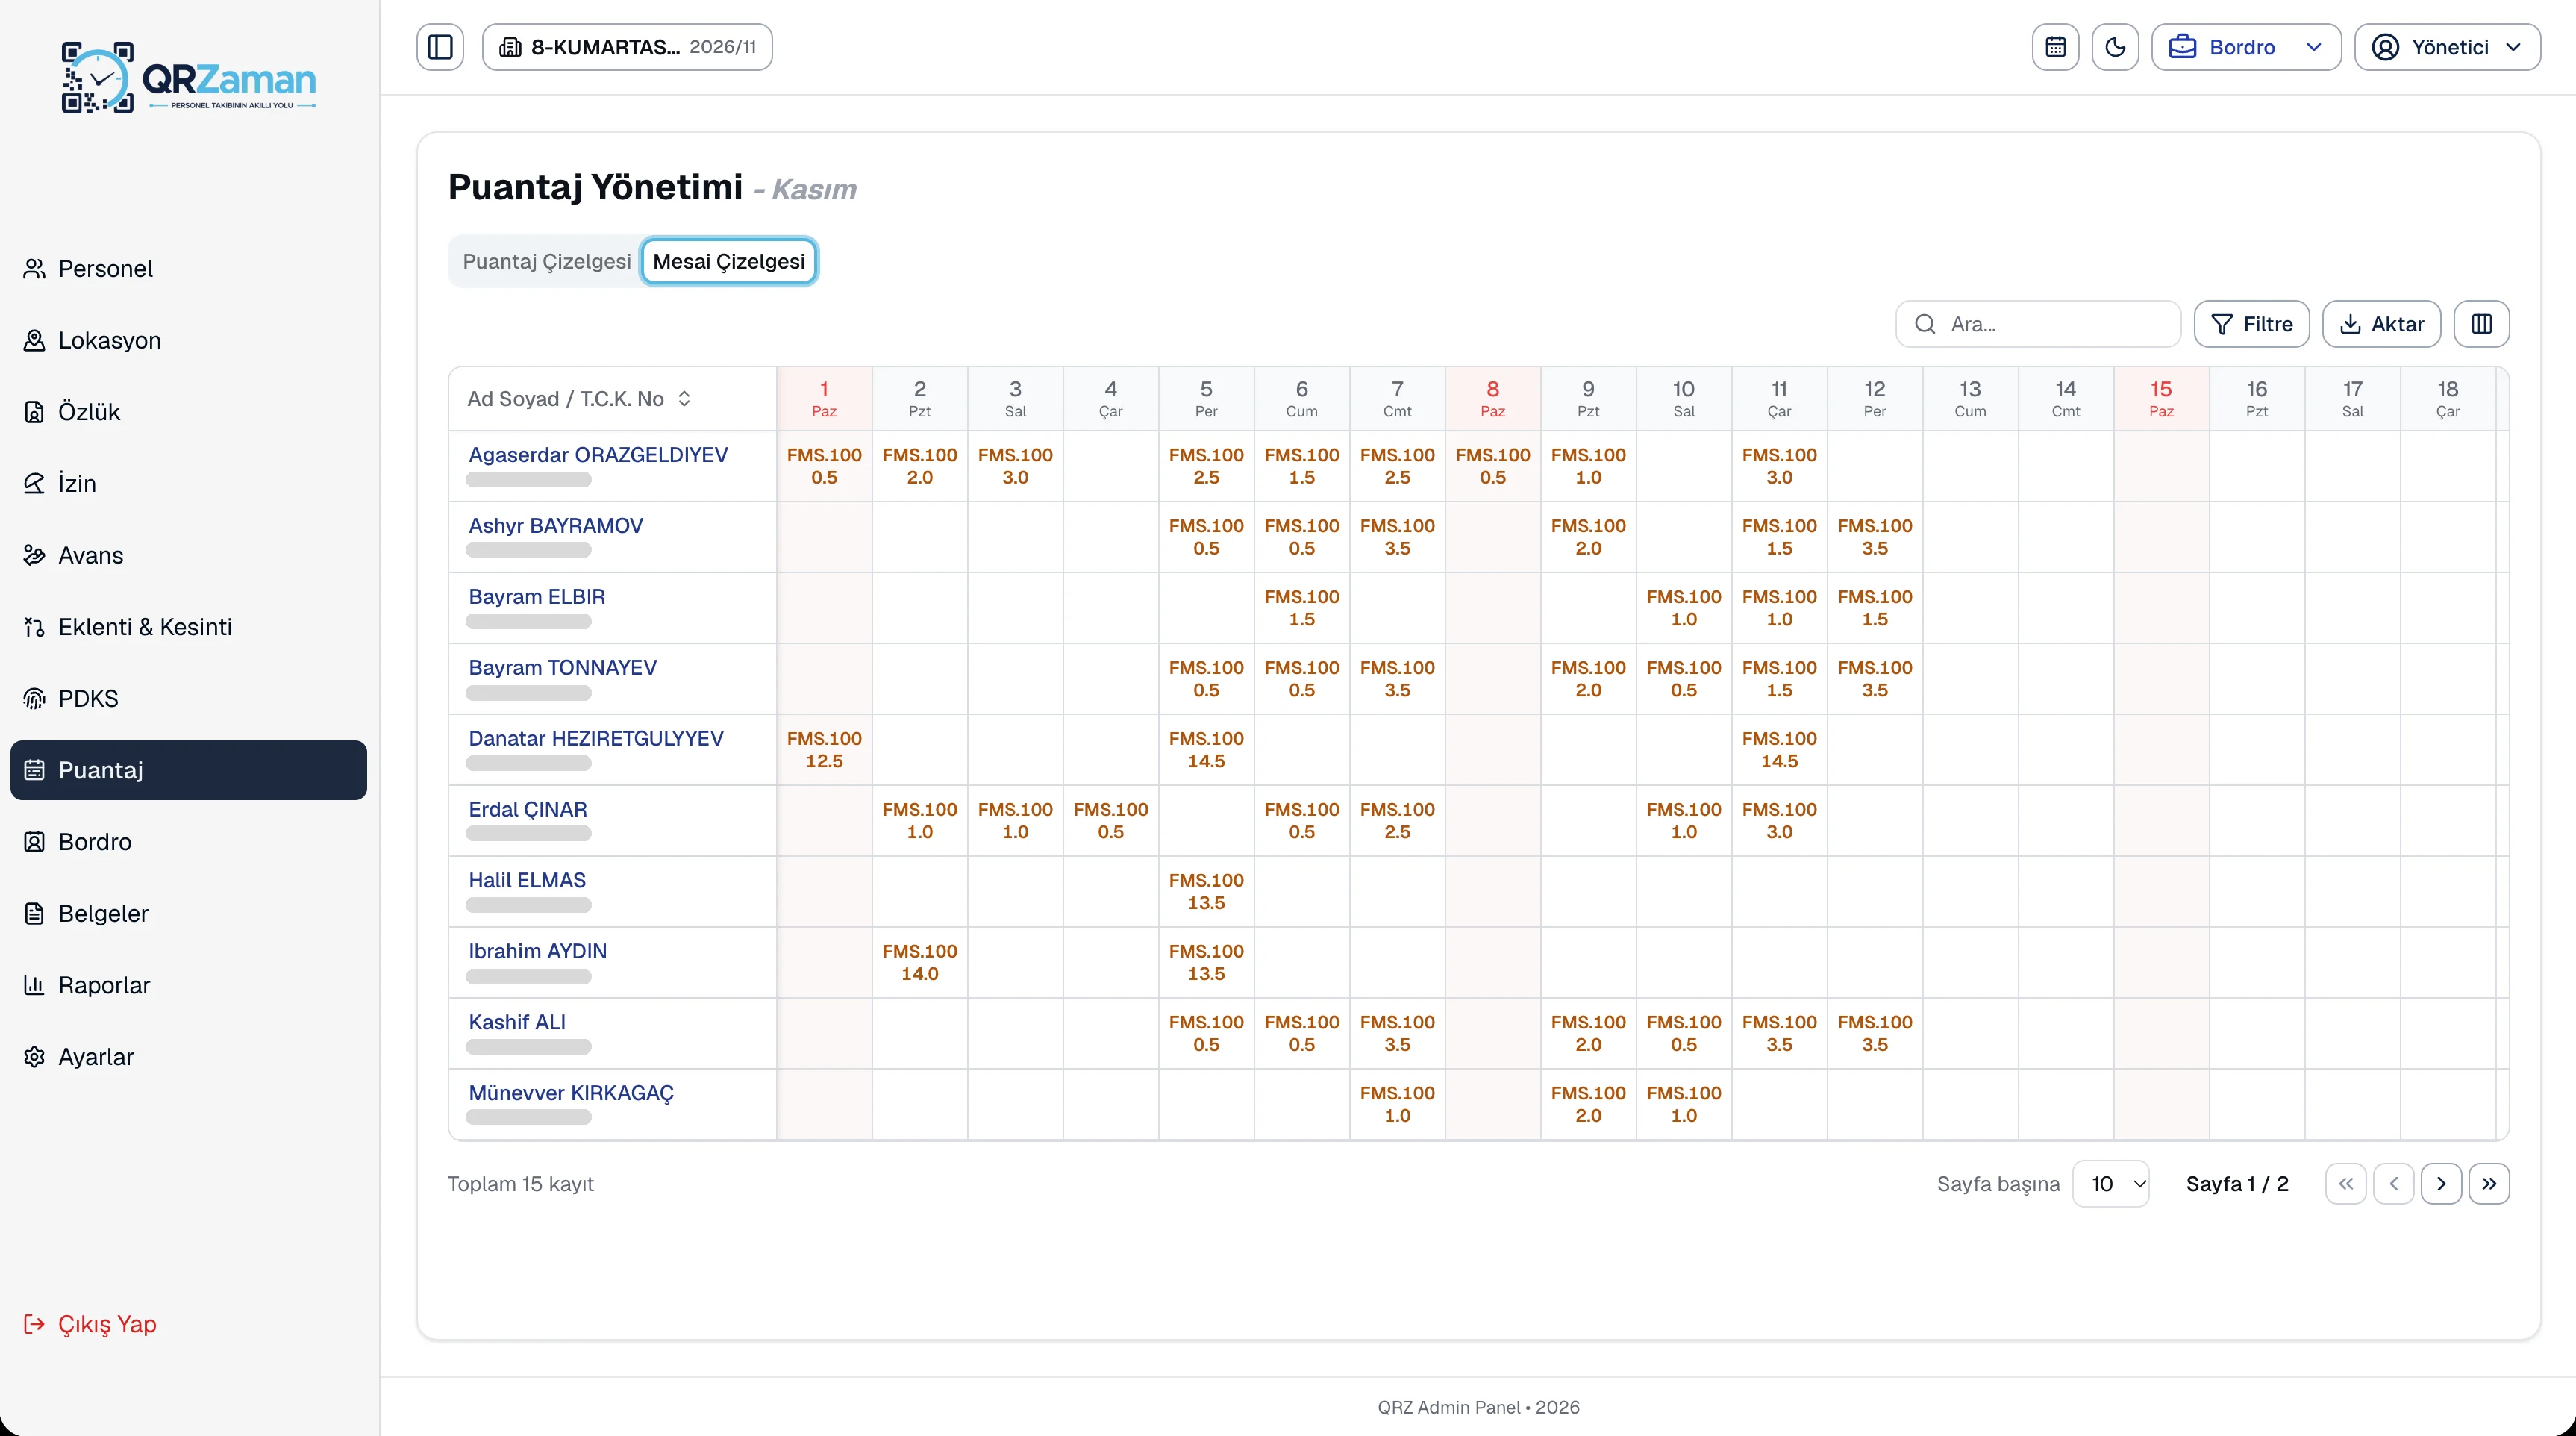 QRZaman
PERSONEL TAKİBİNİN AKILLI YOLU
8-KUMARTAS... 2026/11
Bordro
Yönetici
Personel
Lokasyon
Özlük
İzin
Avans
Eklenti & Kesinti
PDKS
Puantaj
Bordro
Belgeler
Raporlar
Ayarlar
Çıkış Yap
Puantaj Yönetimi - Kasım
Puantaj Çizelgesi Mesai Çizelgesi
Ara... Filtre Aktar
Ad Soyad / T.C.K. No
1 2 3 4 5 6 7 8 9 10 11 12 13 14 15 16 17 18
Paz Pzt Sal Çar Per Cum Cmt Paz Pzt Sal Çar Per Cum Cmt Paz Pzt Sal Çar
Agaserdar ORAZGELDIYEV FMS.100 FMS.100 FMS.100 FMS.100 FMS.100 FMS.100 FMS.100 FMS.100 FMS.100
0.5 2.0 3.0 2.5 1.5 2.5 0.5 1.0 3.0
Ashyr BAYRAMOV FMS.100 FMS.100 FMS.100 FMS.100 FMS.100 FMS.100
0.5 0.5 3.5 2.0 1.5 3.5
Bayram ELBIR FMS.100 FMS.100 FMS.100 FMS.100
1.5 1.0 1.0 1.5
Bayram TONNAYEV FMS.100 FMS.100 FMS.100 FMS.100 FMS.100 FMS.100 FMS.100
0.5 0.5 3.5 2.0 0.5 1.5 3.5
Danatar HEZIRETGULYYEV FMS.100 FMS.100 FMS.100
12.5 14.5 14.5
Erdal ÇINAR FMS.100 FMS.100 FMS.100 FMS.100 FMS.100 FMS.100 FMS.100
1.0 1.0 0.5 0.5 2.5 1.0 3.0
Halil ELMAS FMS.100
13.5
Ibrahim AYDIN FMS.100 FMS.100
14.0 13.5
Kashif ALI FMS.100 FMS.100 FMS.100 FMS.100 FMS.100 FMS.100 FMS.100
0.5 0.5 3.5 2.0 0.5 3.5 3.5
Münevver KIRKAGAÇ FMS.100 FMS.100 FMS.100
1.0 2.0 1.0
Toplam 15 kayıt Sayfa başına 10 Sayfa 1 / 2
QRZ Admin Panel • 2026